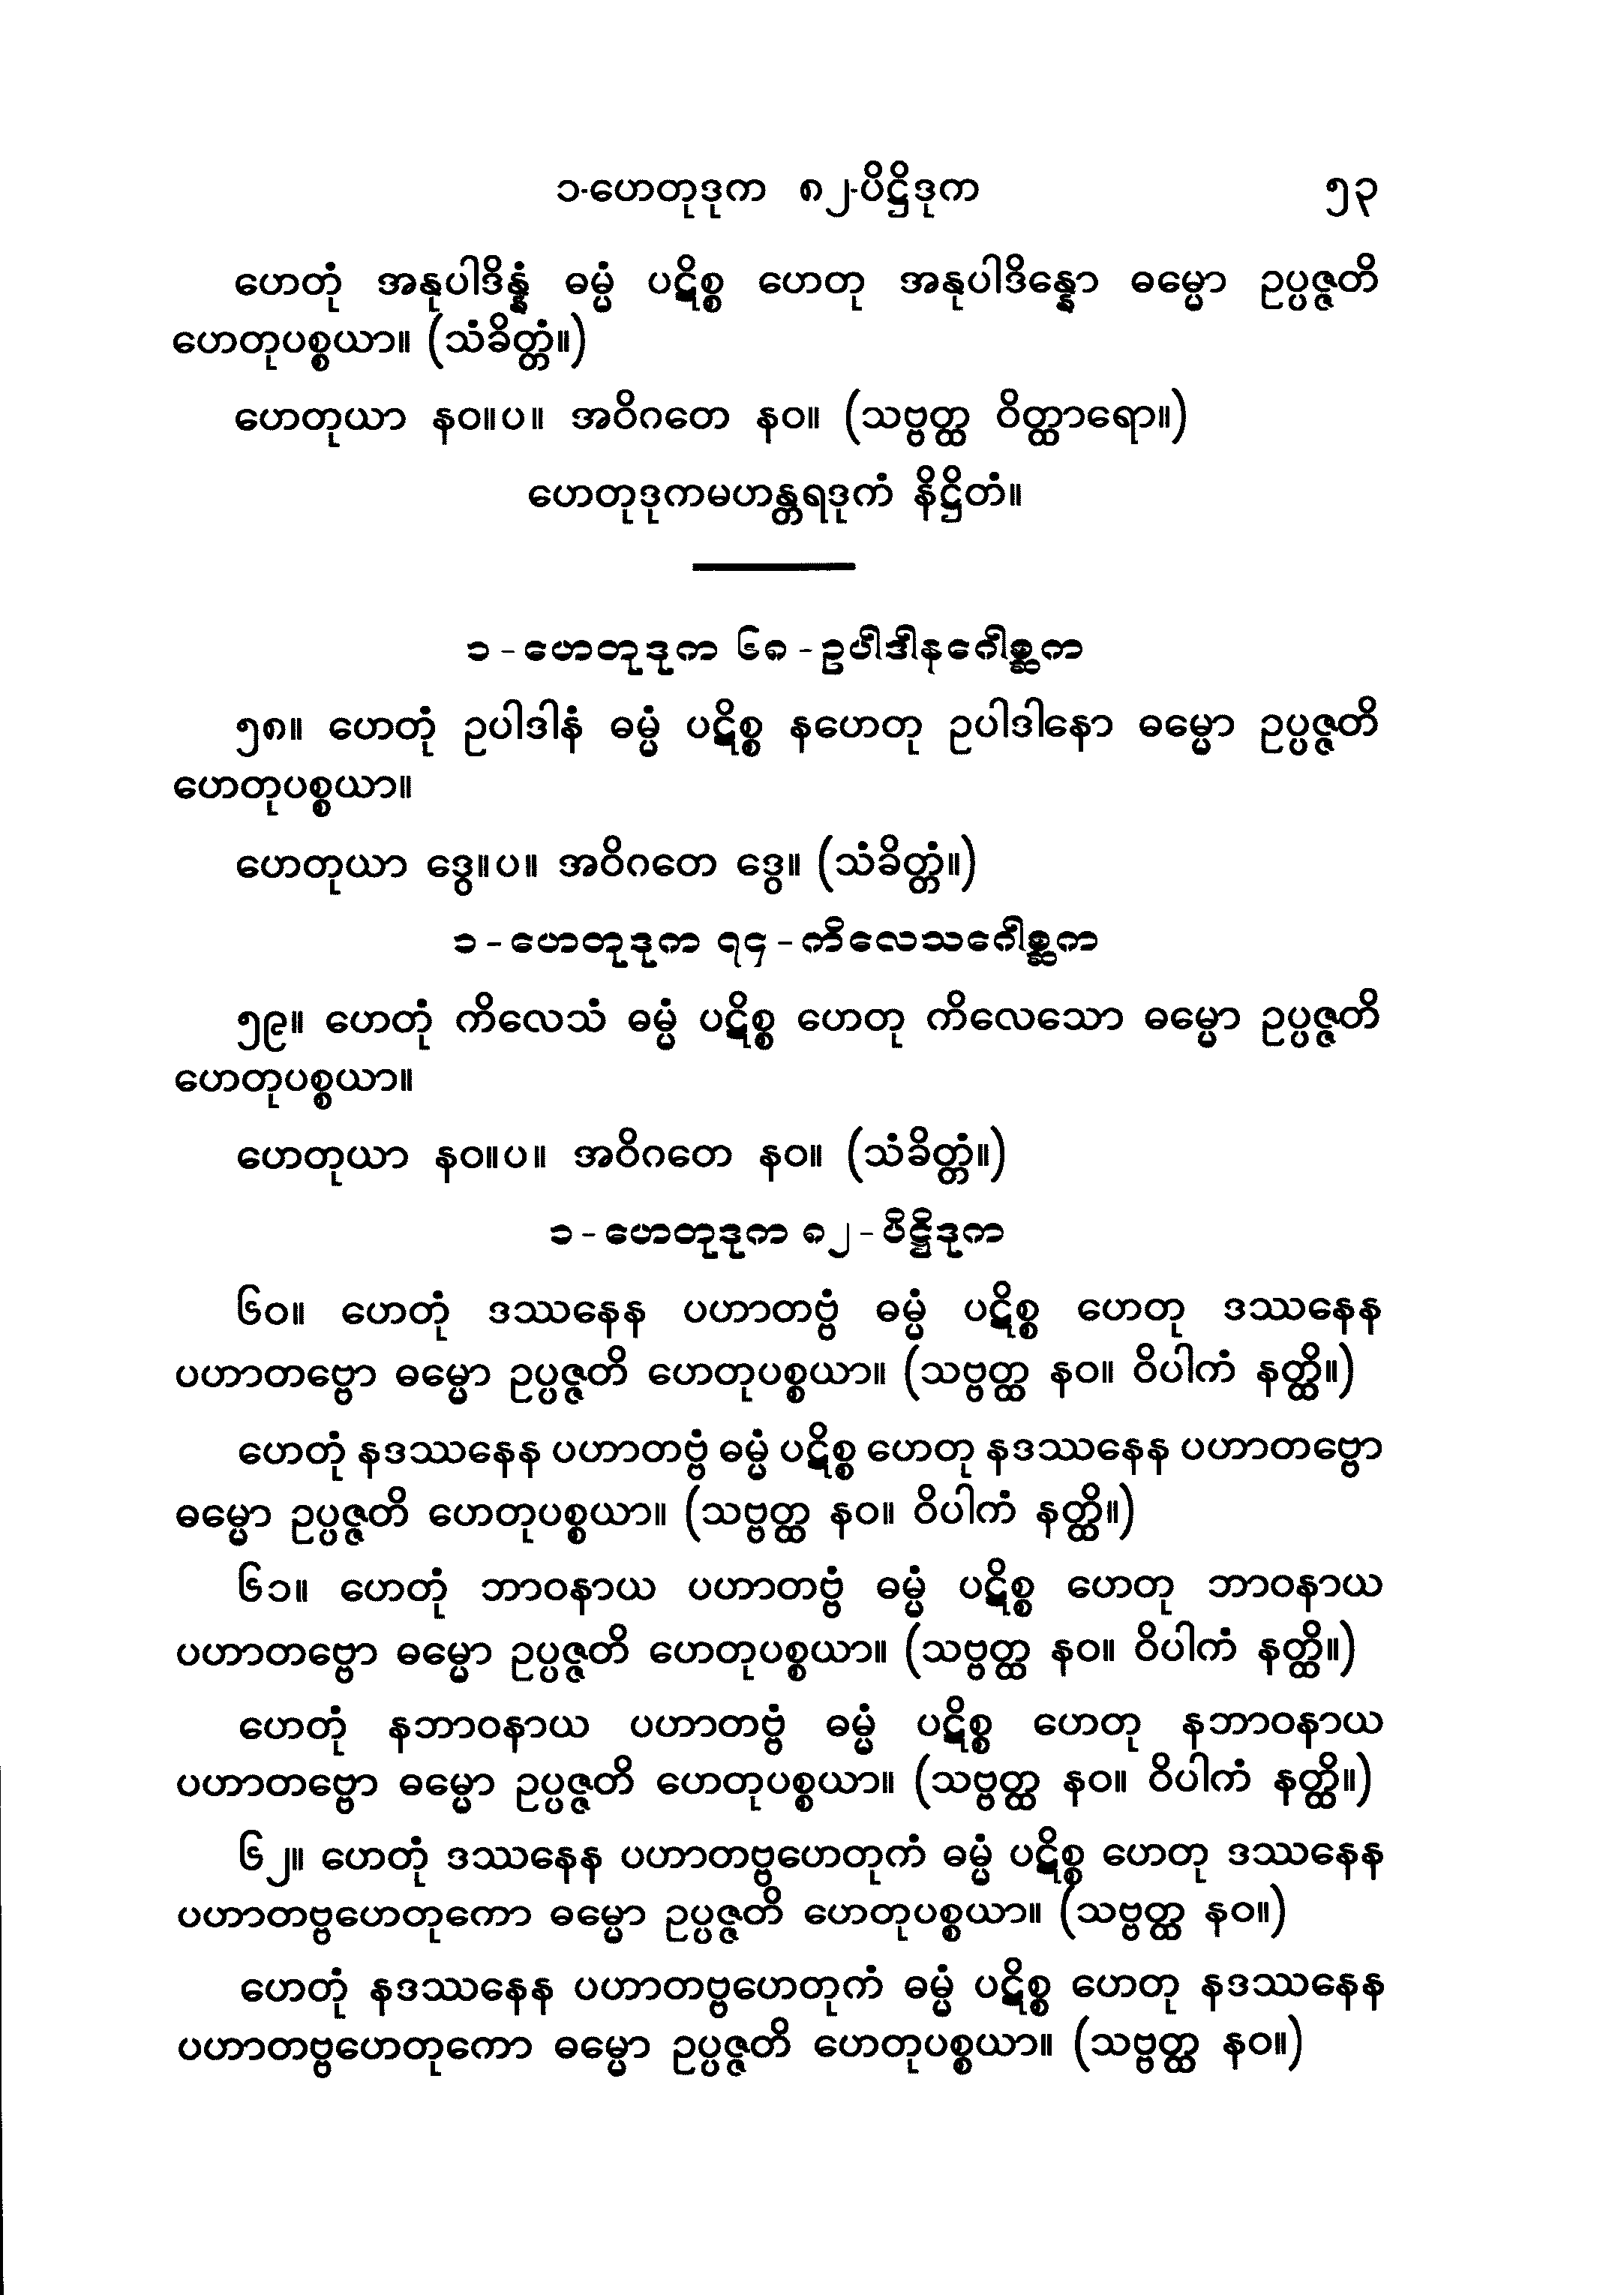 ၁-ဟေတုဒုက ၈၂-ပိဋ္ဌိဒုက ၅၃
ဟေတုံ အနုပါဒိန္နံ ဓမ္မံ ပဋိစ္စ ဟေတု အနုပါဒိန္နော ဓမ္မော ဥပ္ပဇ္ဇတိ
ဟေတုပစ္စယာ။ (သံခိတ္တံ။)
ဟေတုယာ နဝ။ပ။ အဝိဂတေ နဝ။ (သဗ္ဗတ္ထ ဝိတ္ထာရော။)
ဟေတုဒုကမဟန္တရဒုကံ နိဋ္ဌိတံ။
၁ - ဟေတုဒုက ၆၈ - ဥပါဒါနဂေါစ္ဆက
၅၈။ ဟေတုံ ဥပါဒါနံ ဓမ္မံ ပဋိစ္စ နဟေတု ဥပါဒါနော ဓမ္မော ဥပ္ပဇ္ဇတိ
ဟေတုပစ္စယာ။
ဟေတုယာ ဒွေ။ပ။ အဝိဂတေ ဒွေ။ (သံခိတ္တံ။)
၁ - ဟေတုဒုက ၇၄ - ကိလေသဂေါစ္ဆက
၅၉။ ဟေတုံ ကိလေသံ ဓမ္မံ ပဋိစ္စ ဟေတု ကိလေသော ဓမ္မော ဥပ္ပဇ္ဇတိ
ဟေတုပစ္စယာ။
ဟေတုယာ နဝ။ပ။ အဝိဂတေ နဝ။ (သံခိတ္တံ။)
၁ - ဟေတုဒုက ၈၂ - ပိဋ္ဌိဒုက
၆၀။ ဟေတုံ ဒဿနေန ပဟာတဗ္ဗံ ဓမ္မံ ပဋိစ္စ ဟေတု ဒဿနေန
ပဟာတဗ္ဗော ဓမ္မော ဥပ္ပဇ္ဇတိ ဟေတုပစ္စယာ။ (သဗ္ဗတ္ထ နဝ။ ဝိပါကံ နတ္ထိ။)
ဟေတုံ နဒဿနေန ပဟာတဗ္ဗံ ဓမ္မံ ပဋိစ္စ ဟေတု နဒဿနေန ပဟာတဗ္ဗော
ဓမ္မော ဥပ္ပဇ္ဇတိ ဟေတုပစ္စယာ။ (သဗ္ဗတ္ထ နဝ။ ဝိပါကံ နတ္ထိ။)
၆၁။ ဟေတုံ ဘာဝနာယ ပဟာတဗ္ဗံ ဓမ္မံ ပဋိစ္စ ဟေတု ဘာဝနာယ
ပဟာတဗ္ဗော ဓမ္မော ဥပ္ပဇ္ဇတိ ဟေတုပစ္စယာ။ (သဗ္ဗတ္ထ နဝ။ ဝိပါကံ နတ္ထိ။)
ဟေတုံ နဘာဝနာယ ပဟာတဗ္ဗံ ဓမ္မံ ပဋိစ္စ ဟေတု နဘာဝနာယ
ပဟာတဗ္ဗော ဓမ္မော ဥပ္ပဇ္ဇတိ ဟေတုပစ္စယာ။ (သဗ္ဗတ္ထ နဝ။ ဝိပါကံ နတ္ထိ။)
၆၂။ ဟေတုံ ဒဿနေန ပဟာတဗ္ဗဟေတုကံ ဓမ္မံ ပဋိစ္စ ဟေတု ဒဿနေန
ပဟာတဗ္ဗဟေတုကော ဓမ္မော ဥပ္ပဇ္ဇတိ ဟေတုပစ္စယာ။ (သဗ္ဗတ္ထ နဝ။)
ဟေတုံ နဒဿနေန ပဟာတဗ္ဗဟေတုကံ ဓမ္မံ ပဋိစ္စ ဟေတု နဒဿနေန
ပဟာတဗ္ဗဟေတုကော ဓမ္မော ဥပ္ပဇ္ဇတိ ဟေတုပစ္စယာ။ (သဗ္ဗတ္ထ နဝ။)